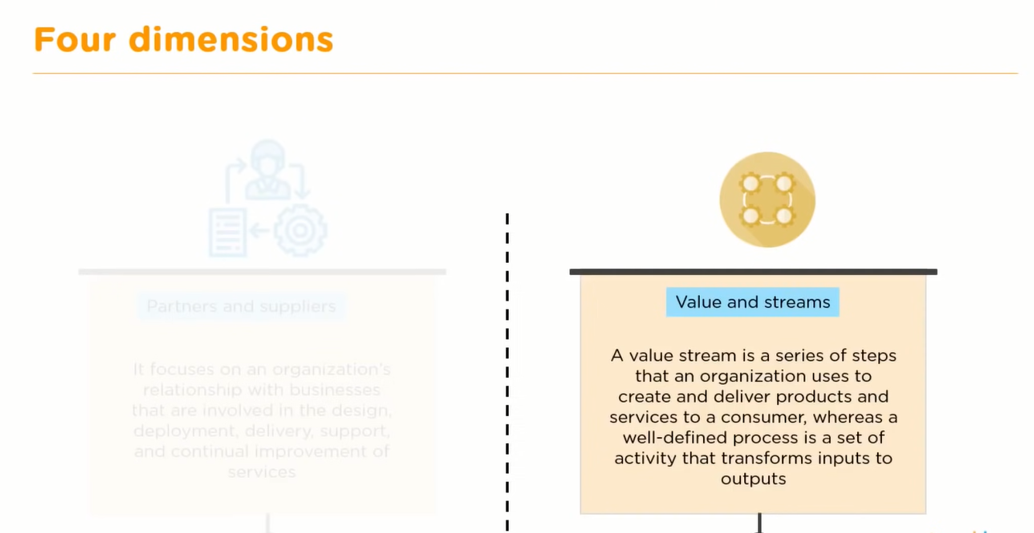 Four dimensions
Partners and suppliers
It focuses on an organization's
relationship with businesses
that are involved in the design,
deployment, delivery, support,
and continual improvement of
services
Value and streams
A value stream is a series of steps
that an organization uses to
create and deliver products and
services to a consumer, whereas a
well-defined process is a set of
activity that transforms inputs to
outputs